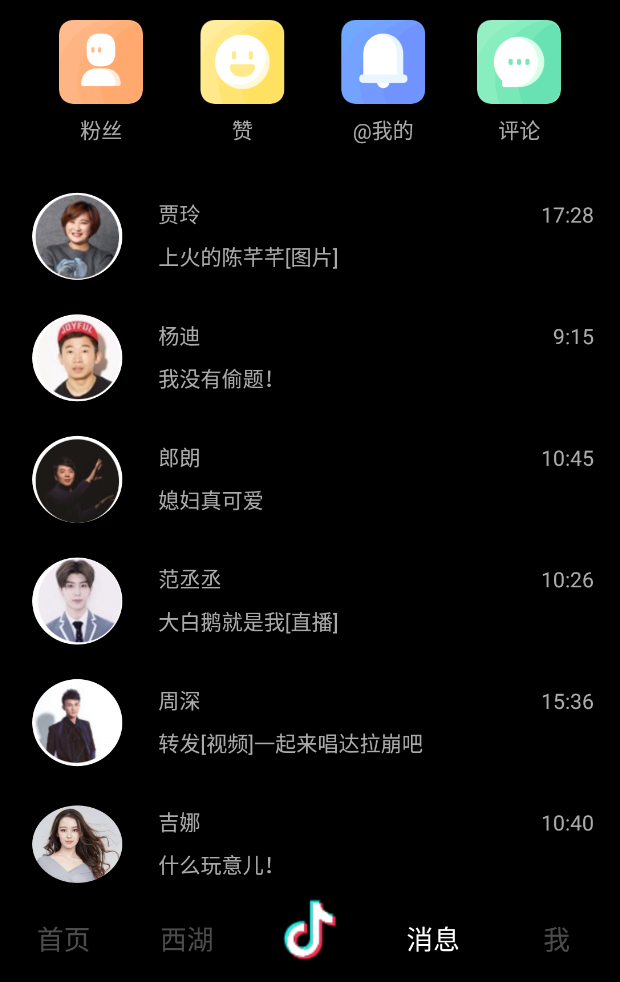 粉丝 赞 @我的 评论
贾玲 17:28
上火的陈芊芊[图片]
杨迪 9:15
我没有偷题！
JOYFUL
郎朗 10:45
媳妇真可爱
范丞丞 10:26
大白鹅就是我[直播]
周深 15:36
转发[视频]一起来唱达拉崩吧
吉娜 10:40
什么玩意儿！
首页 西湖 消息 我